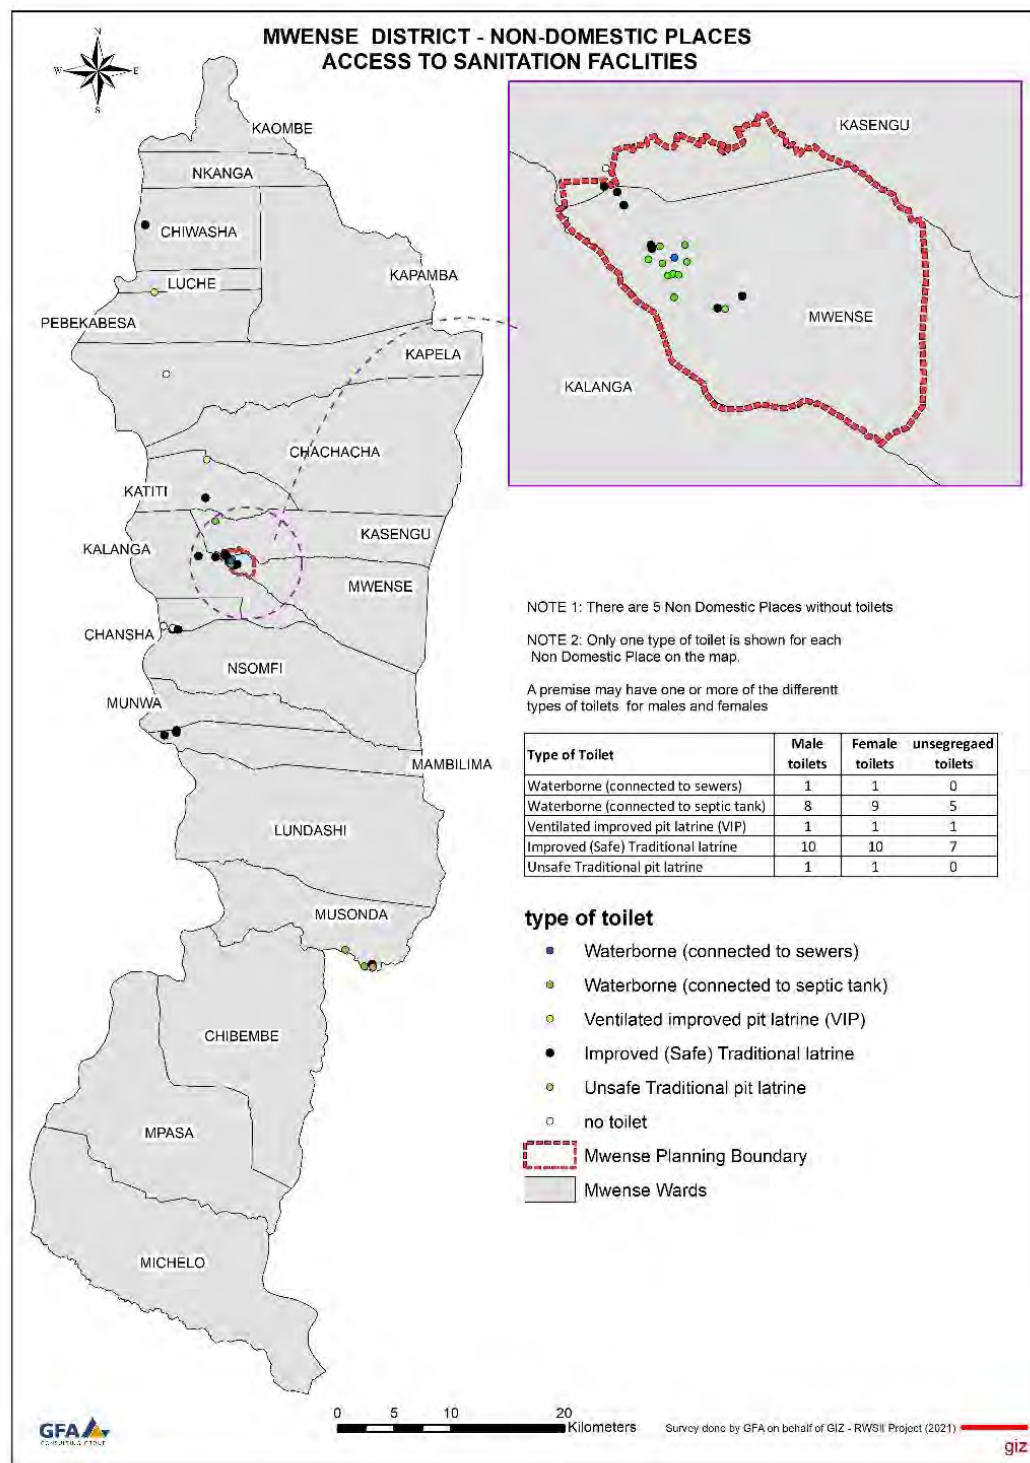 MWENSE DISTRICT - NON-DOMESTIC PLACES
ACCESS TO SANITATION FACLITIES
N
W
E
S
KAOMBE
NKANGA
CHIWASHA
LUCHE
KAPAMBA
PEBEKABESA
KAPELA
CHACHACHA
KATITI
KASENGU
KALANGA
MWENSE
CHANSHA
NSOMFI
MUNWA
MAMBILIMA
LUNDASHI
MUSONDA
CHIBEMBE
MPASA
MICHELO
KASENGU
MWENSE
KALANGA
NOTE 1: There are 5 Non Domestic Places without toilets
NOTE 2: Only one type of toilet is shown for each
Non Domestic Place on the map.
A premise may have one or more of the differentt
types of toilets for males and females
Type of Toilet Male toilets Female toilets unsegregaed toilets
Waterborne (connected to sewers) 1 1 0
Waterborne (connected to septic tank) 8 9 5
Ventilated improved pit latrine (VIP) 1 1 1
Improved (Safe) Traditional latrine 10 10 7
Unsafe Traditional pit latrine 1 1 0
type of toilet
Waterborne (connected to sewers)
Waterborne (connected to septic tank)
Ventilated improved pit latrine (VIP)
Improved (Safe) Traditional latrine
Unsafe Traditional pit latrine
no toilet
Mwense Planning Boundary
Mwense Wards
GFA
CONSULTING GROUP
0 5 10 20
Kilometers
Survey done by GFA on behalf of GIZ - RWSII Project (2021)
giz